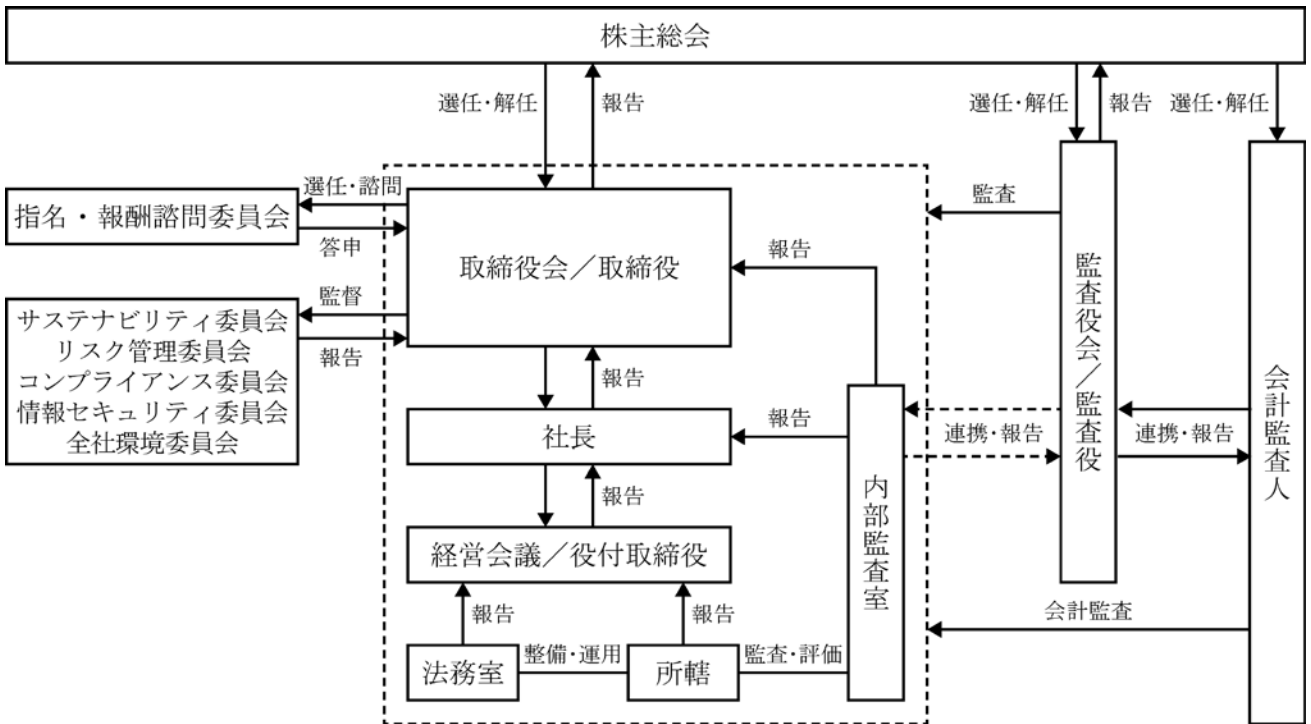 株主総会
選任・解任
報告
選任・解任
報告
選任・解任
選任・諮問
指名・報酬諮問委員会
答申
監査
取締役会／取締役
報告
監督
サステナビリティ委員会
リスク管理委員会
コンプライアンス委員会
情報セキュリティ委員会
全社環境委員会
報告
報告
社長
報告
連携・報告
監査役会／監査役
連携・報告
会計監査人
報告
経営会議／役付取締役
内部監査室
報告
報告
会計監査
法務室
整備・運用
所轄
監査・評価